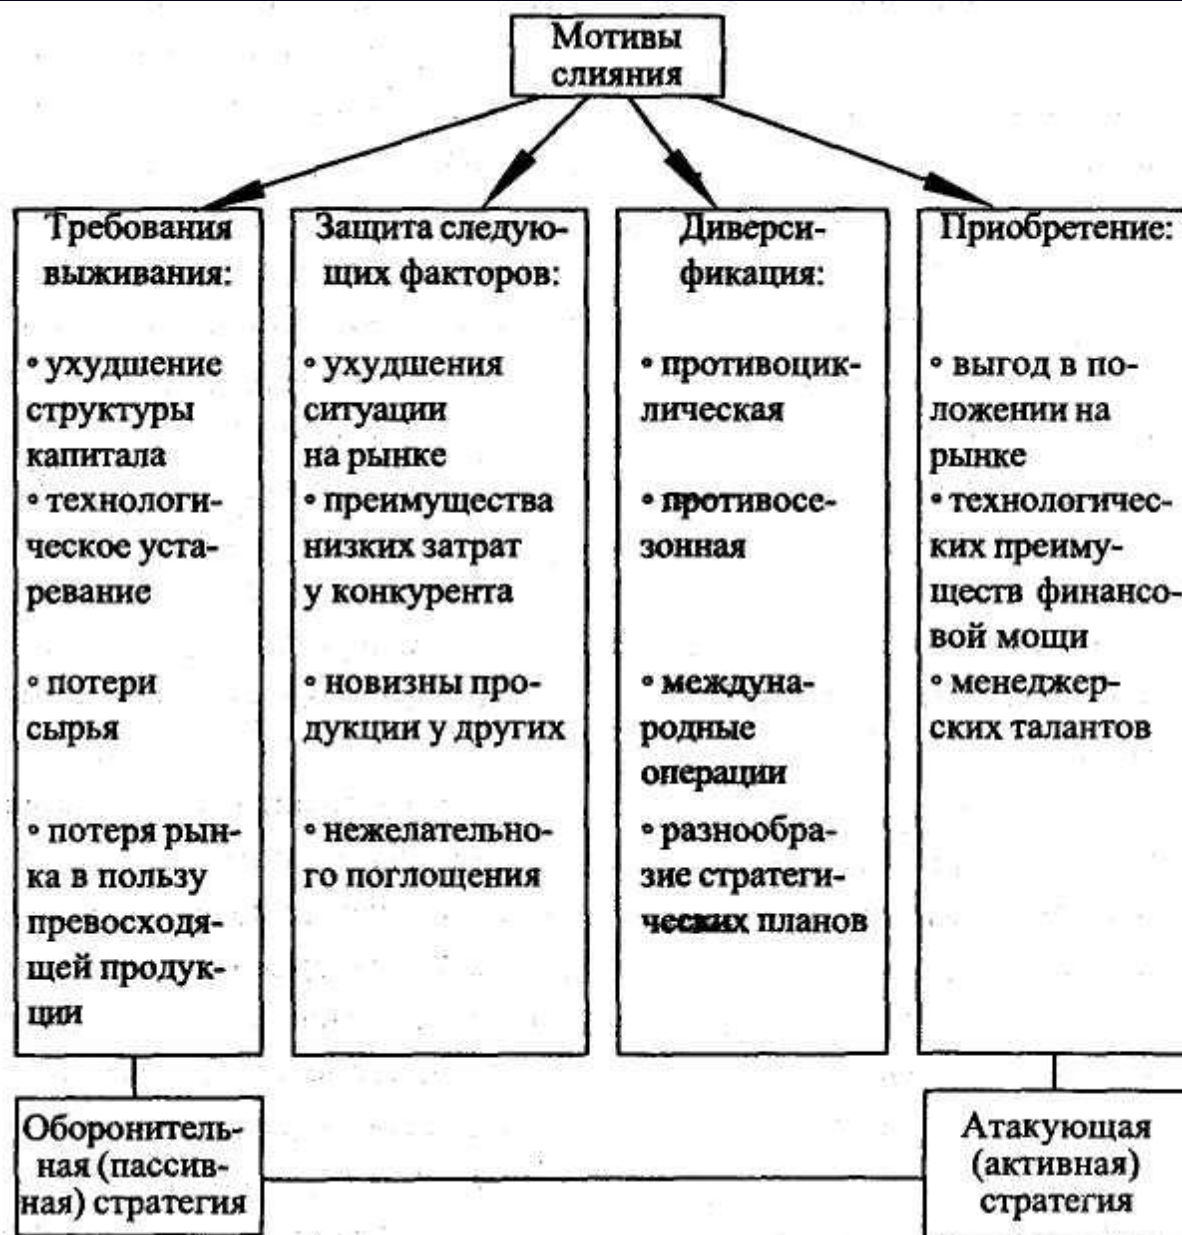 Мотивы
слияния
Требования
выживания:
• ухудшение
структуры
капитала
• технологи-
ческое уста-
ревание
• потери
сырья
• потеря рын-
ка в пользу
превосходя-
щей продук-
ции
Защита следую-
щих факторов:
• ухудшения
ситуации
на рынке
• преимущества
низких затрат
у конкурента
• новизны про-
дукции у других
• нежелательно-
го поглощения
Диверси-
фикация:
• противоцик-
лическая
• противосе-
зонная
• междуна-
родные
операции
• разнообра-
зие стратеги-
ческих планов
Приобретение:
• выгод в по-
ложении на
рынке
• технологичес-
ких преиму-
ществ финансо-
вой мощи
• менеджер-
ских талантов
Оборонитель-
ная (пассив-
ная) стратегия
Атакующая
(активная)
стратегия